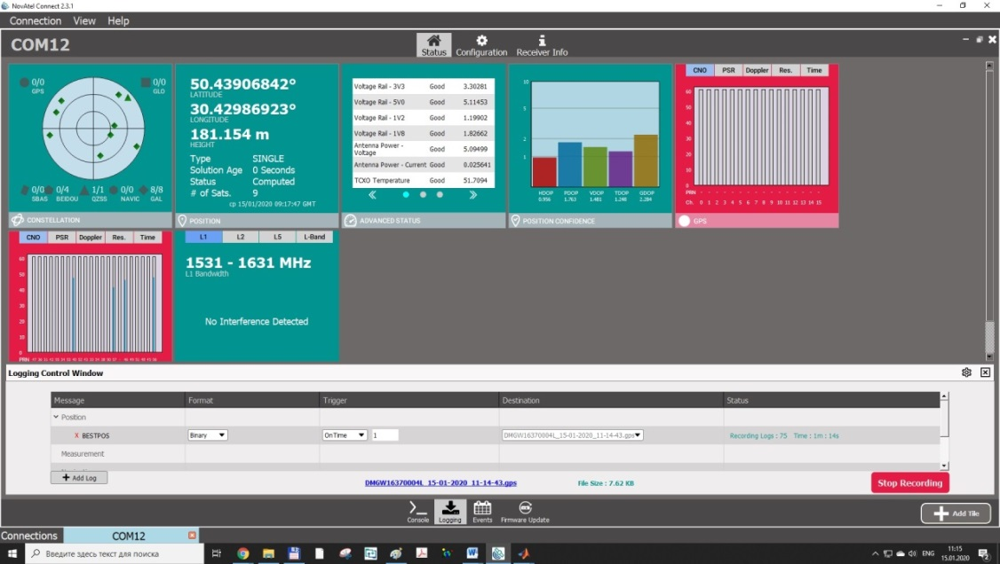 NovAtel Connect 2.3.1
Connection View Help
COM12
Status Configuration Receiver Info
0/0
GPS
0/0
GLO
0/0 0/4 1/1 0/0 8/8
SBAS BEIDOU QZSS NAVIC GAL
CONSTELLATION
50.43906842°
LATITUDE
30.42986923°
LONGITUDE
181.154 m
HEIGHT
Type SINGLE
Solution Age 0 Seconds
Status Computed
# of Sats. 9
ср 15/01/2020 09:17:47 GMT
POSITION
Voltage Rail - 3V3 Good 3.30281
Voltage Rail - 5V0 Good 5.11453
Voltage Rail - 1V2 Good 1.19902
Voltage Rail - 1V8 Good 1.82662
Antenna Power - Voltage Good 5.09499
Antenna Power - Current Good 0.025641
TCXO Temperature Good 51.7094
ADVANCED STATUS
10
5
2
1
HDOP PDOP VDOP TDOP GDOP
0.956 1.763 1.481 1.248 2.284
POSITION CONFIDENCE
CNO PSR Doppler Res. Time
60
50
40
30
20
10
0
PRN - - - - - - - - - - - - - - - -
Ch. 0 1 2 3 4 5 6 7 8 9 10 11 12 13 14 15
GPS
CNO PSR Doppler Res. Time
60
50
40
30
20
10
0
PRN
L1 L2 L5 L-Band
1531 - 1631 MHz
L1 Bandwidth
No Interference Detected
Logging Control Window
Message Format Trigger Destination Status
Position
X BESTPOS Binary OnTime 1 DMGW16370004L_15-01-2020_11-14-43.gps Recording Logs : 75 Time : 1m : 14s
Measurement
+ Add Log
DMGW16370004L_15-01-2020_11-14-43.gps
File Size : 7.62 KB
Stop Recording
Console Logging Events Firmware Update
Add Tile
Connections COM12
Введите здесь текст для поиска
ENG
11:15
15.01.2020